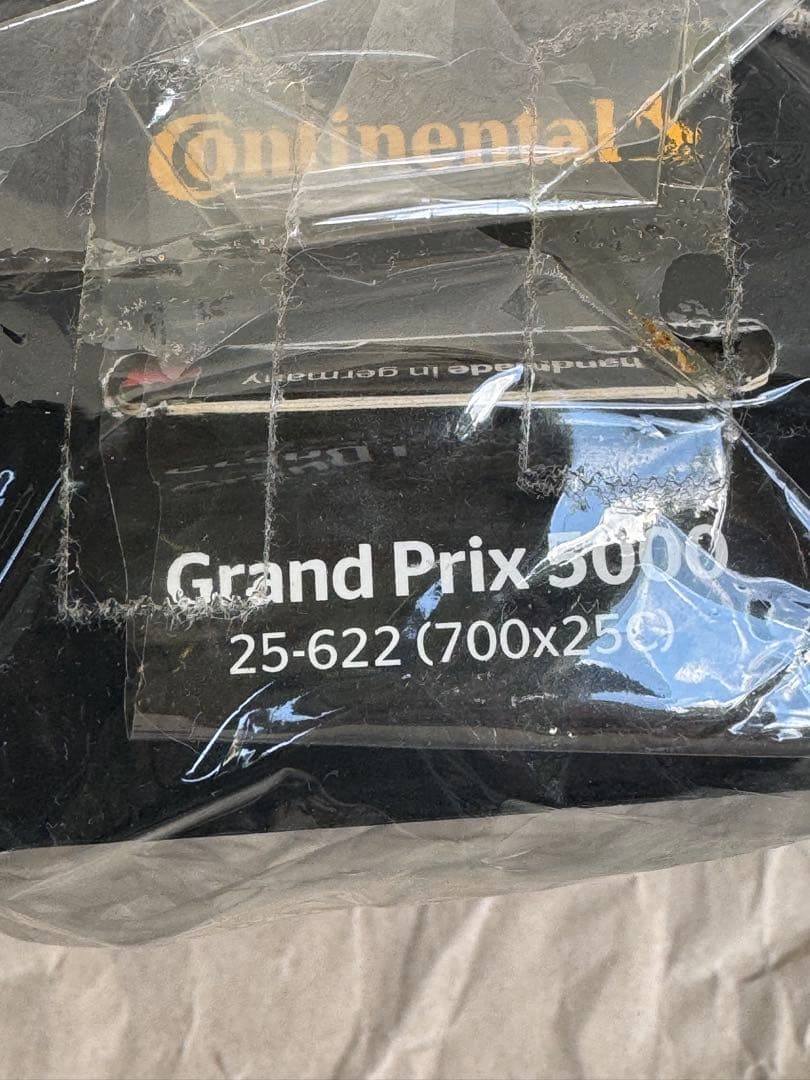 Continental
handmade in germany
Grand Prix 5000
25-622 (700x25C)